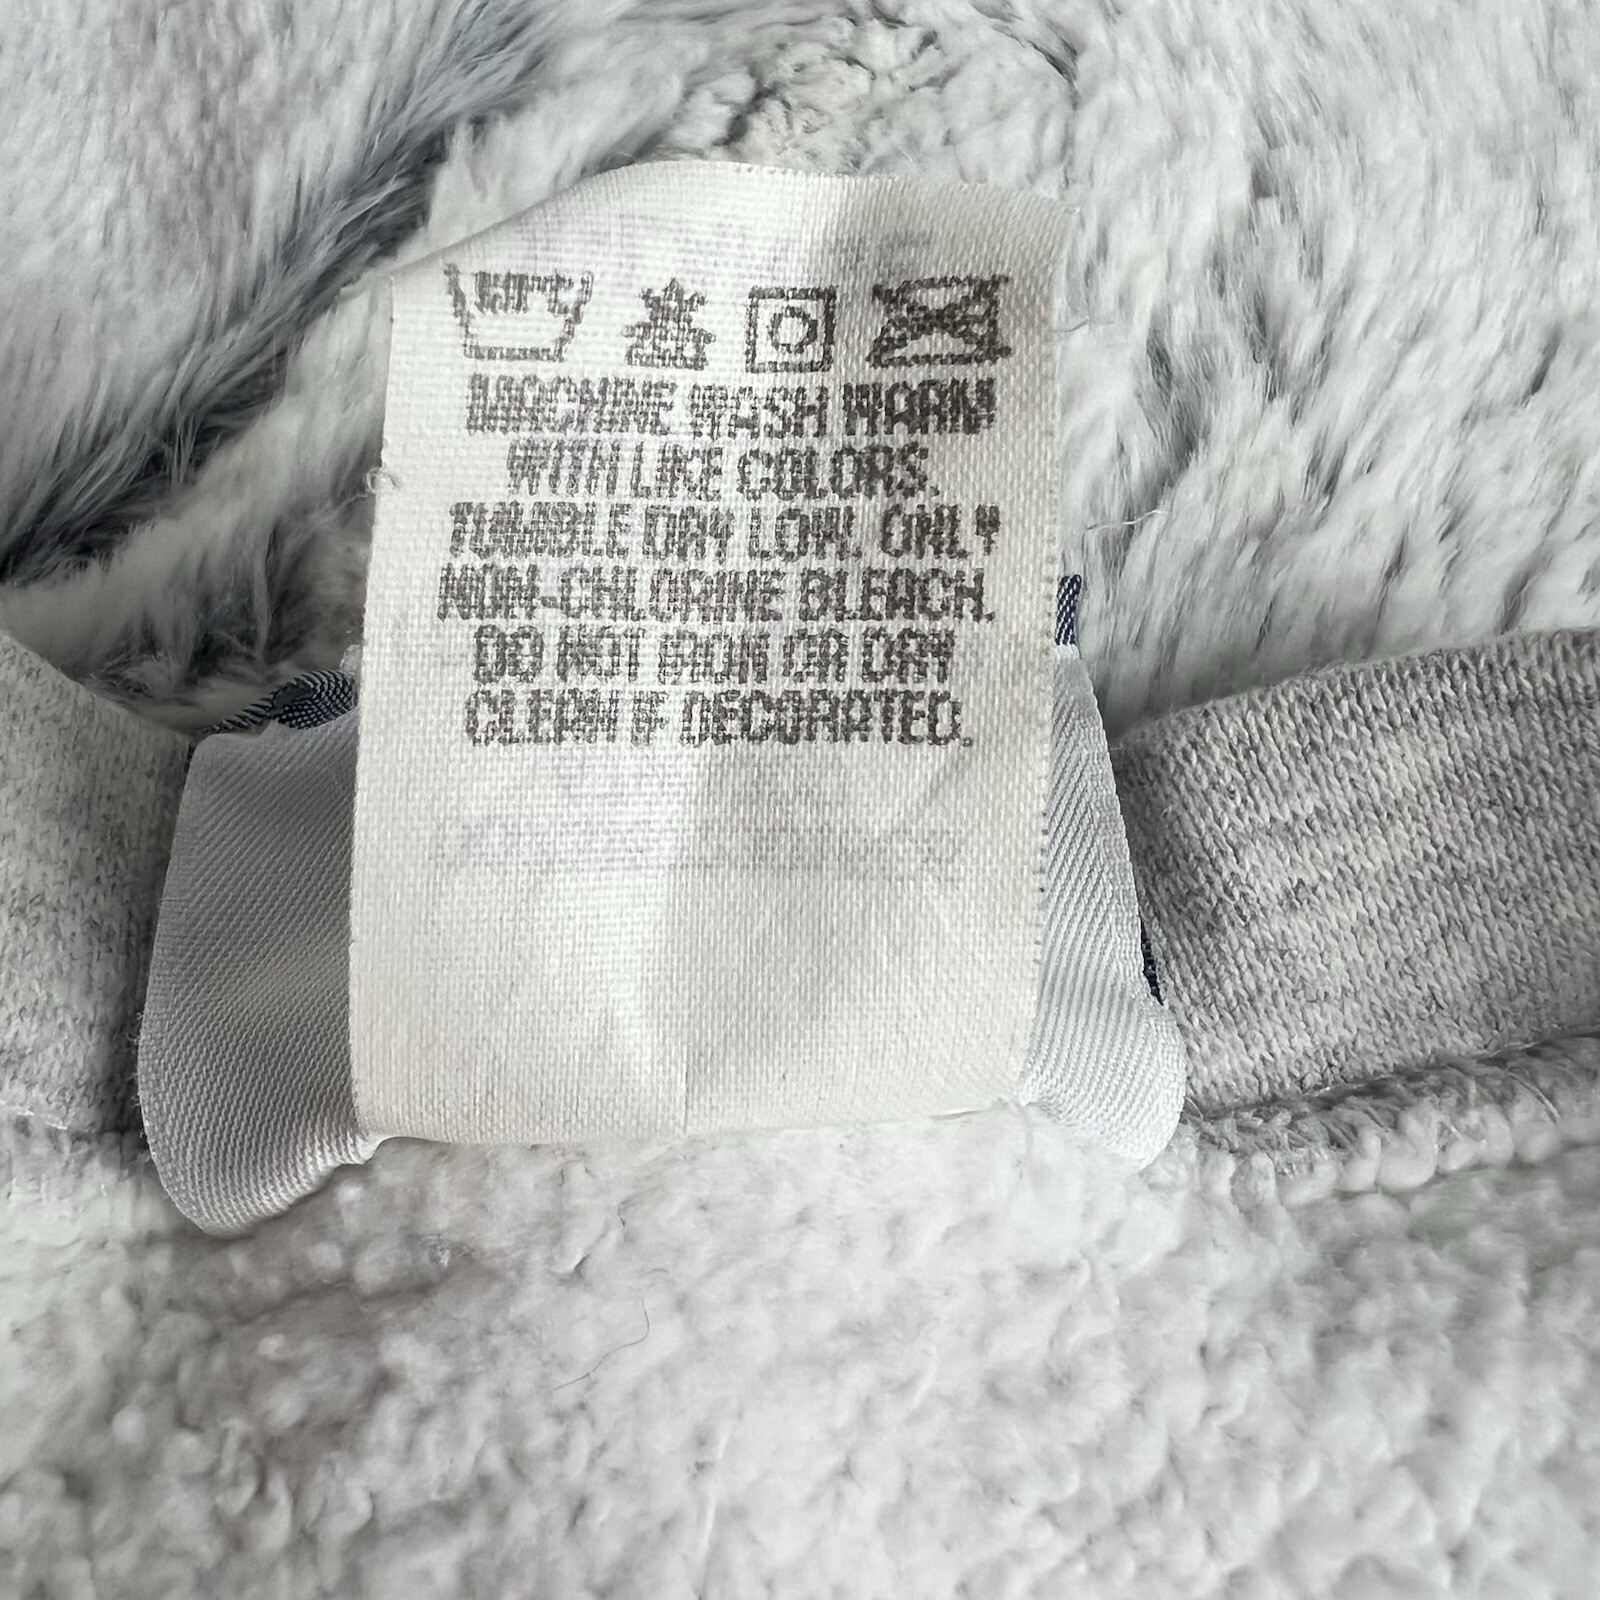 MACHINE WASH WARM
WITH LIKE COLORS.
TUMBLE DRY LOW. ONLY
NON-CHLORINE BLEACH.
DO NOT IRON OR DRY
CLEAN IF DECORATED.